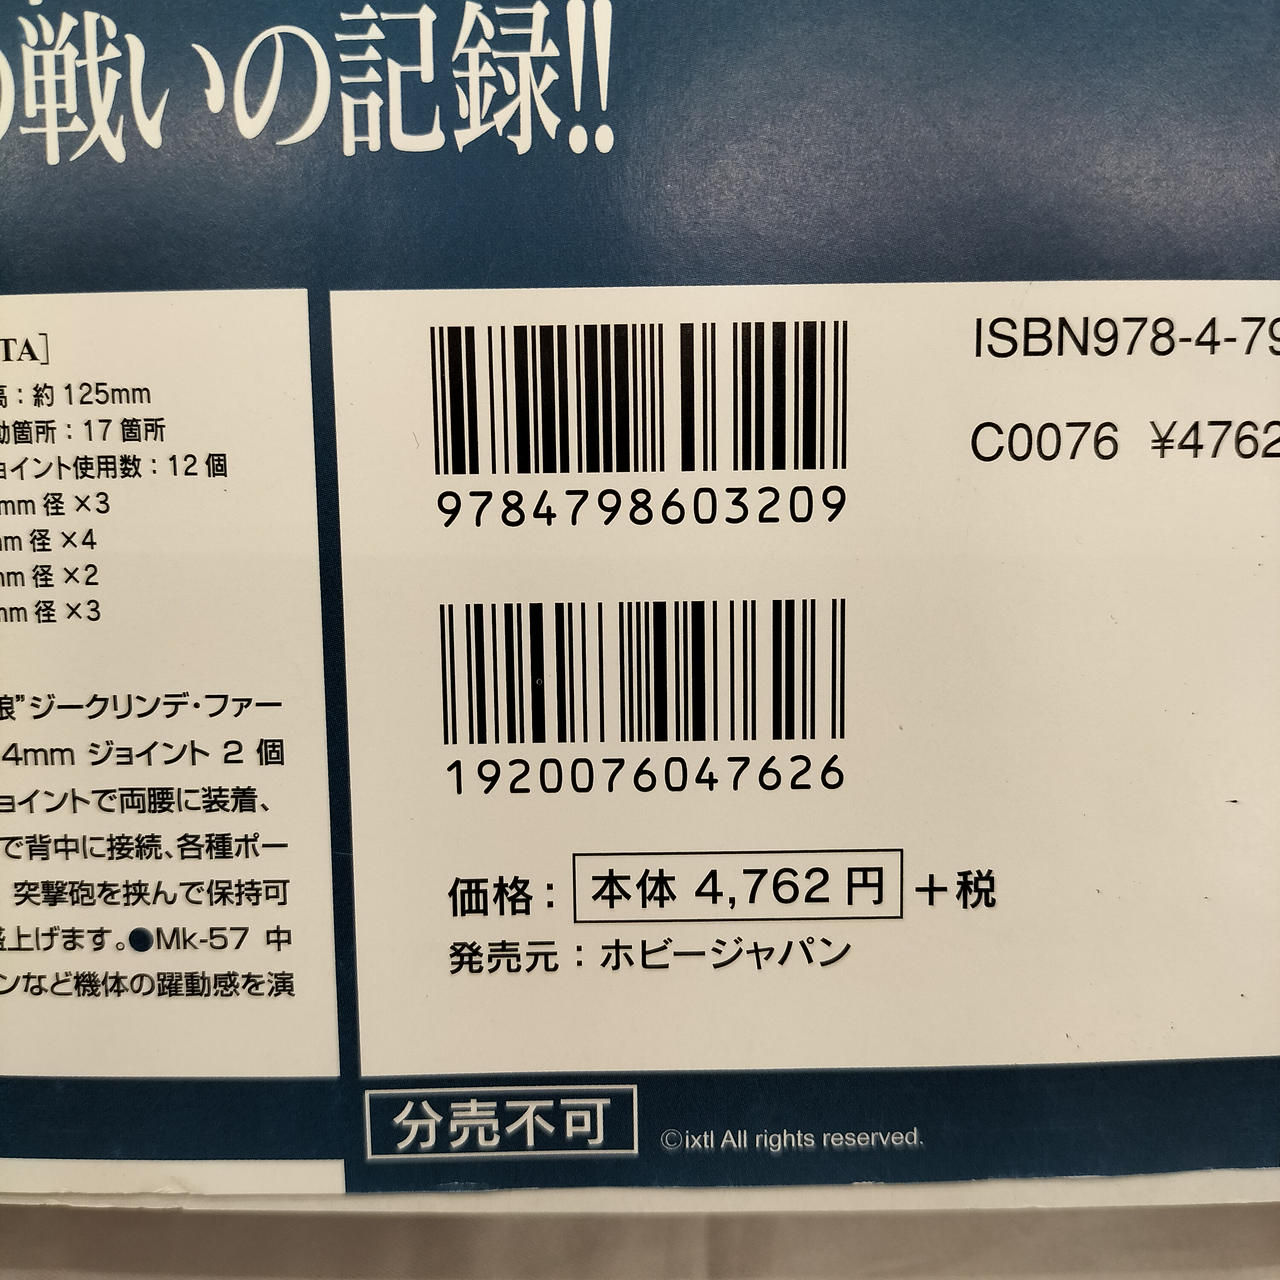 の戦いの記録!!
TA]
高：約 125mm
動箇所：17 箇所
ョイント使用数：12 個
mm 径 ×3
mm 径 ×4
mm 径 ×2
mm 径 ×3
狼”ジークリンデ・ファー
4mm ジョイント 2 個
ョイントで両腰に装着、
で背中に接続、各種ポー
突撃砲を挟んで保持可
盛上げます。●Mk-57 中
ンなど機体の躍動感を演
9784798603209
1920076047626
ISBN978-4-79
C0076 ¥4762
価格：本体 4,762 円＋税
発売元：ホビージャパン
分売不可
©ixtl All rights reserved.